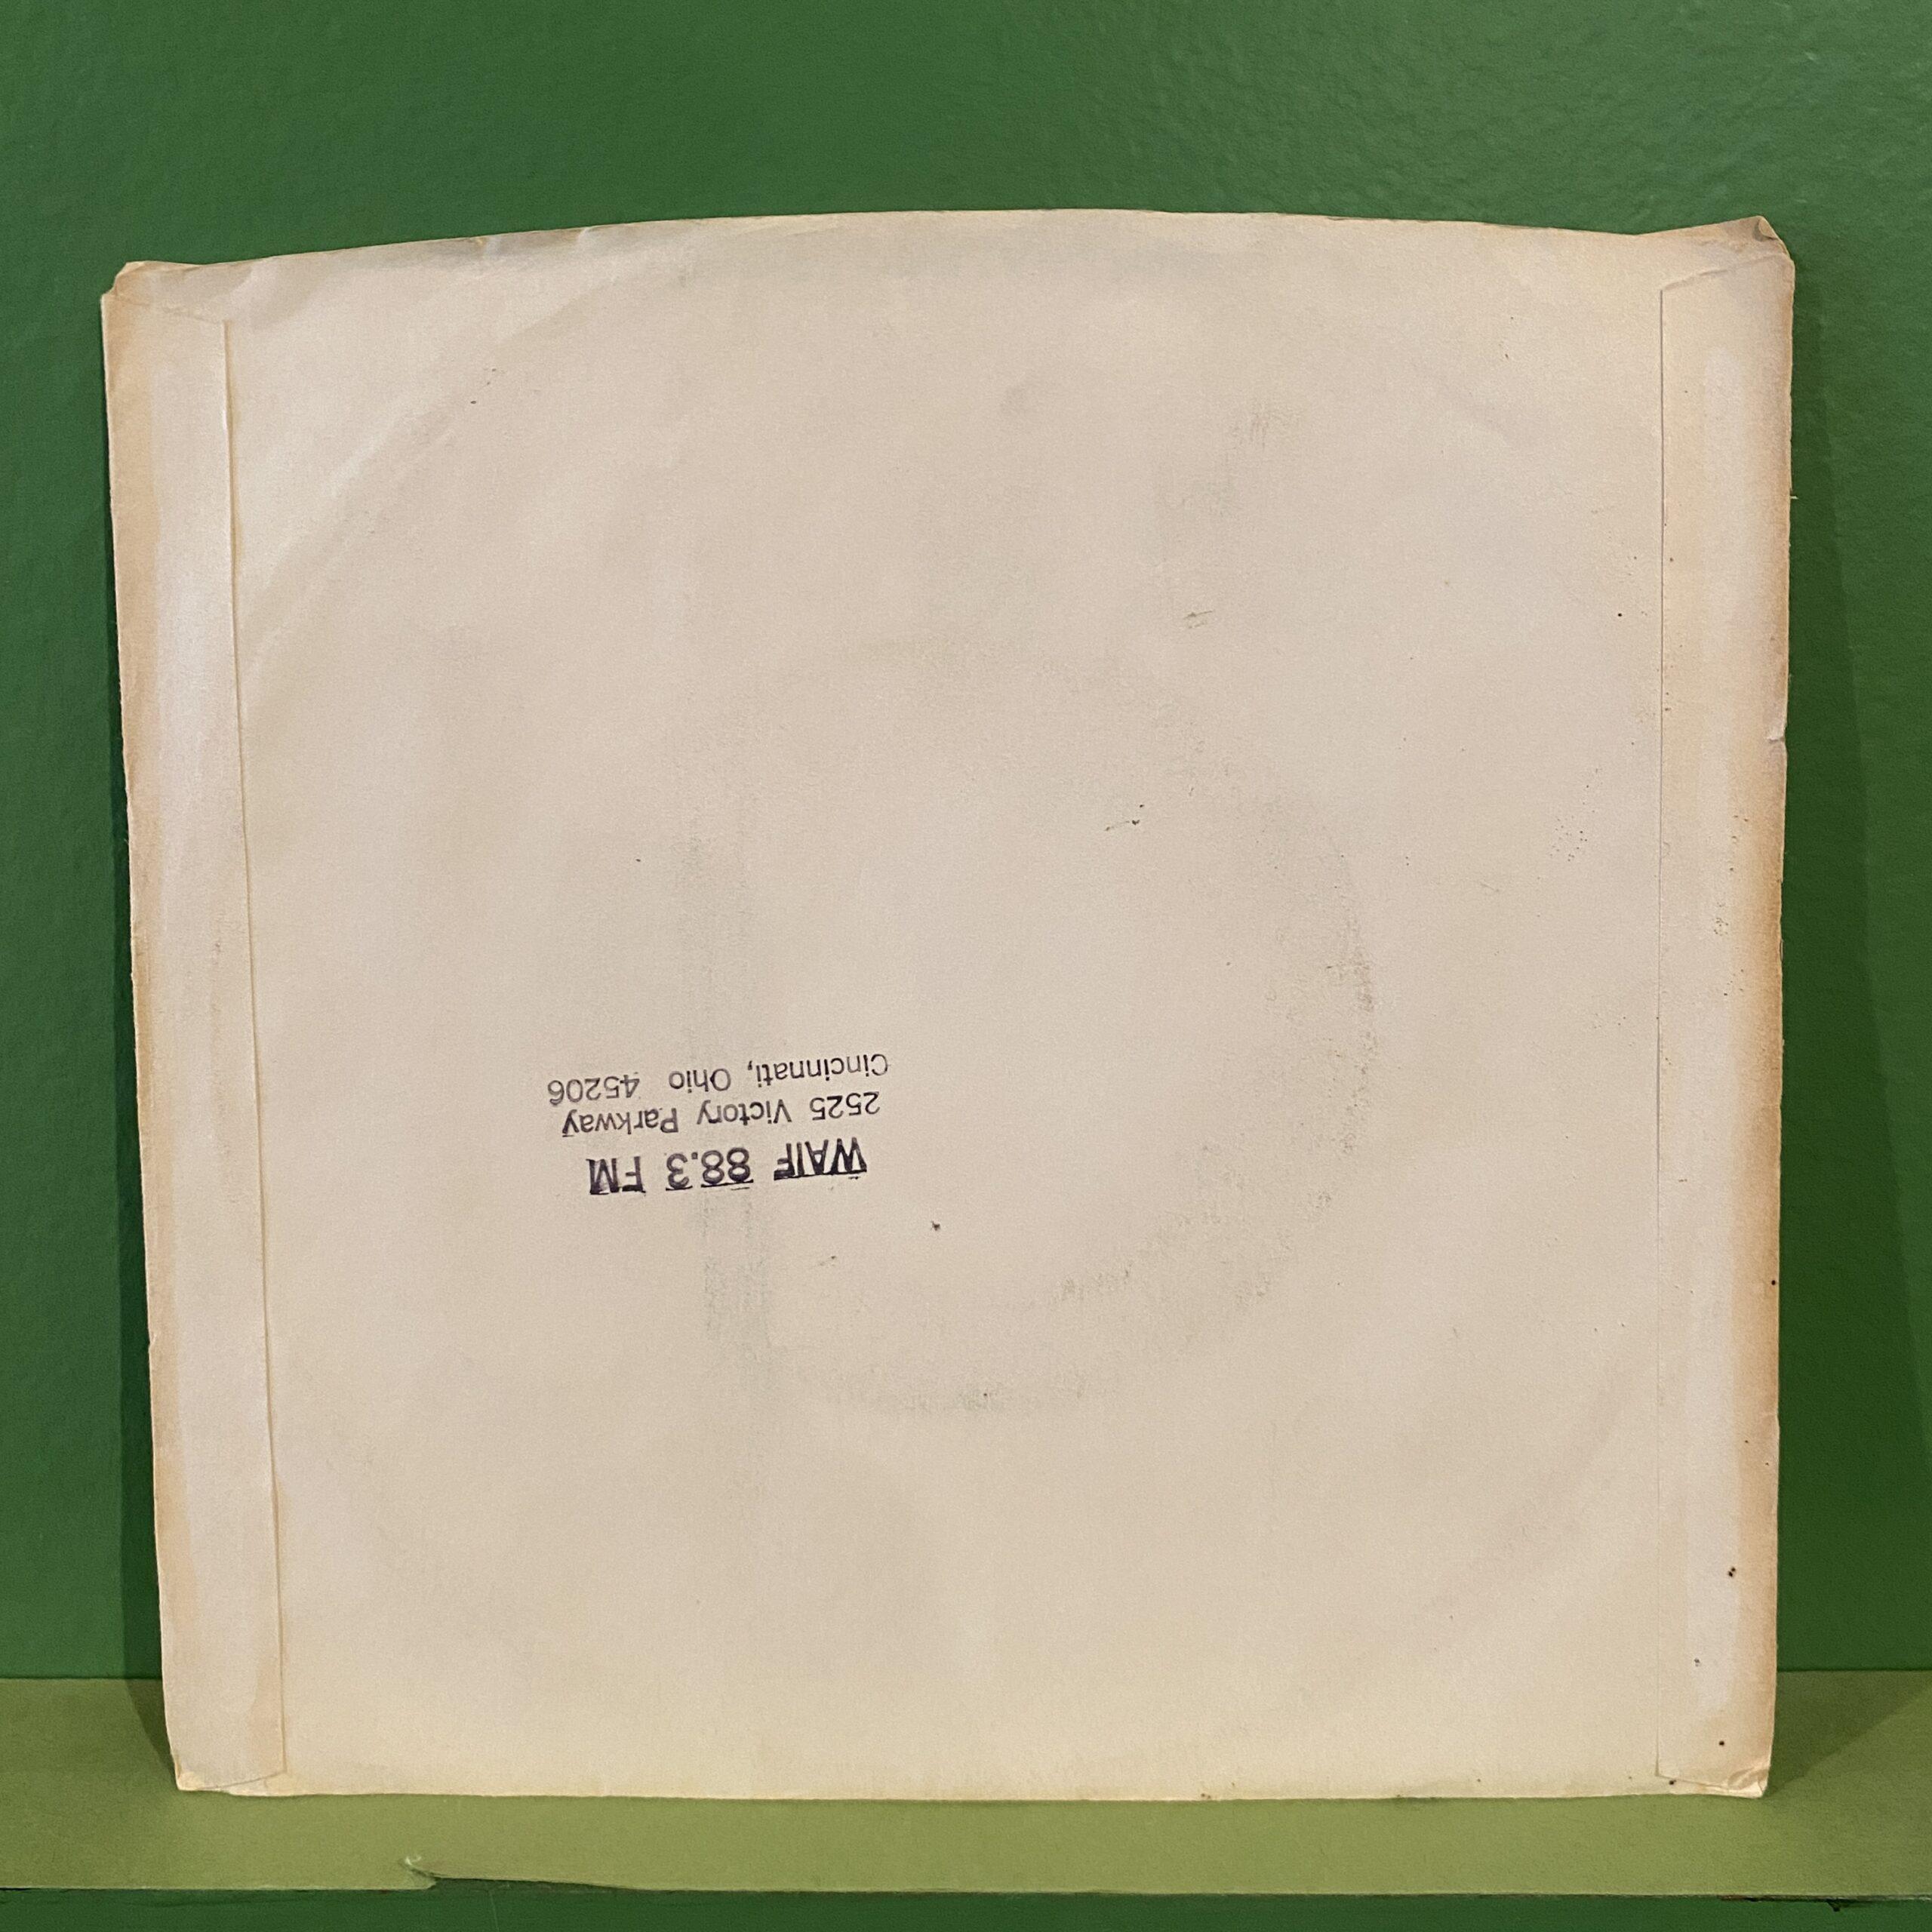 WAIF 88.3 FM
2525 Victory Parkway
Cincinnati, Ohio 45206